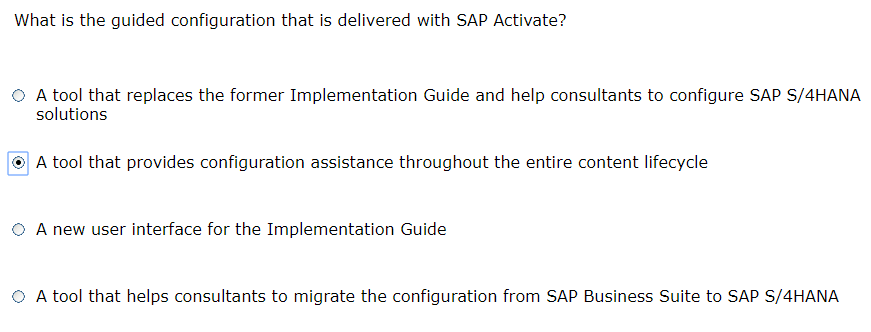 What is the guided configuration that is delivered with SAP Activate?
A tool that replaces the former Implementation Guide and help consultants to configure SAP S/4HANA
solutions
A tool that provides configuration assistance throughout the entire content lifecycle
A new user interface for the Implementation Guide
A tool that helps consultants to migrate the configuration from SAP Business Suite to SAP S/4HANA